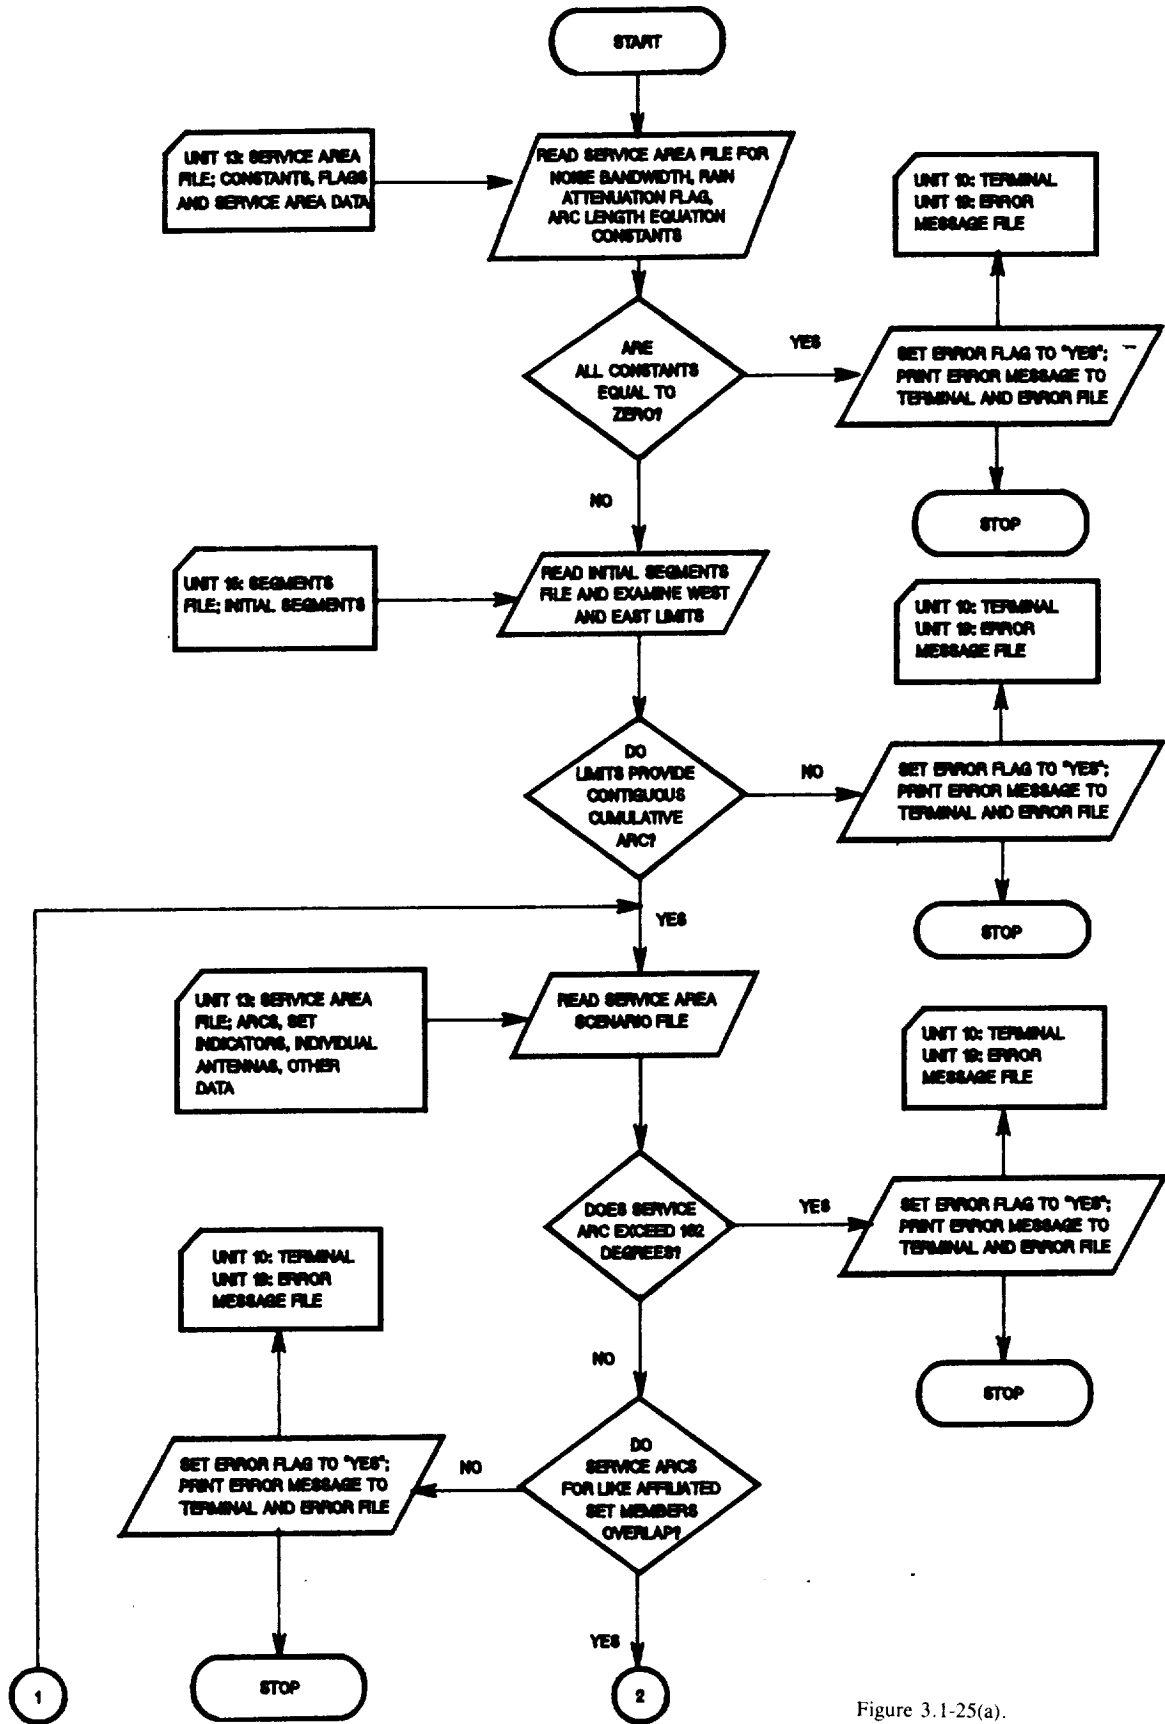 START
UNIT 13: SERVICE AREA
FILE; CONSTANTS, FLAGS
AND SERVICE AREA DATA
READ SERVICE AREA FILE FOR
NOISE BANDWIDTH, RAIN
ATTENUATION FLAG,
ARC LENGTH EQUATION
CONSTANTS
UNIT 10: TERMINAL
UNIT 19: ERROR
MESSAGE FILE
ARE
ALL CONSTANTS
EQUAL TO
ZERO?
YES
SET ERROR FLAG TO "YES";
PRINT ERROR MESSAGE TO
TERMINAL AND ERROR FILE
NO
STOP
UNIT 15: SEGMENTS
FILE; INITIAL SEGMENTS
READ INITIAL SEGMENTS
FILE AND EXAMINE WEST
AND EAST LIMITS
UNIT 10: TERMINAL
UNIT 19: ERROR
MESSAGE FILE
DO
LIMITS PROVIDE
CONTIGUOUS
CUMULATIVE
ARC?
NO
SET ERROR FLAG TO "YES";
PRINT ERROR MESSAGE TO
TERMINAL AND ERROR FILE
YES
STOP
UNIT 13: SERVICE AREA
FILE; ARCS, SET
INDICATORS, INDIVIDUAL
ANTENNAS, OTHER
DATA
READ SERVICE AREA
SCENARIO FILE
UNIT 10: TERMINAL
UNIT 19: ERROR
MESSAGE FILE
DOES SERVICE
ARC EXCEED 162
DEGREES?
YES
SET ERROR FLAG TO "YES";
PRINT ERROR MESSAGE TO
TERMINAL AND ERROR FILE
UNIT 10: TERMINAL
UNIT 19: ERROR
MESSAGE FILE
NO
STOP
DO
SERVICE ARCS
FOR LIKE AFFILIATED
SET MEMBERS
OVERLAP?
NO
SET ERROR FLAG TO "YES";
PRINT ERROR MESSAGE TO
TERMINAL AND ERROR FILE
YES
1
STOP
2
Figure 3.1-25(a).